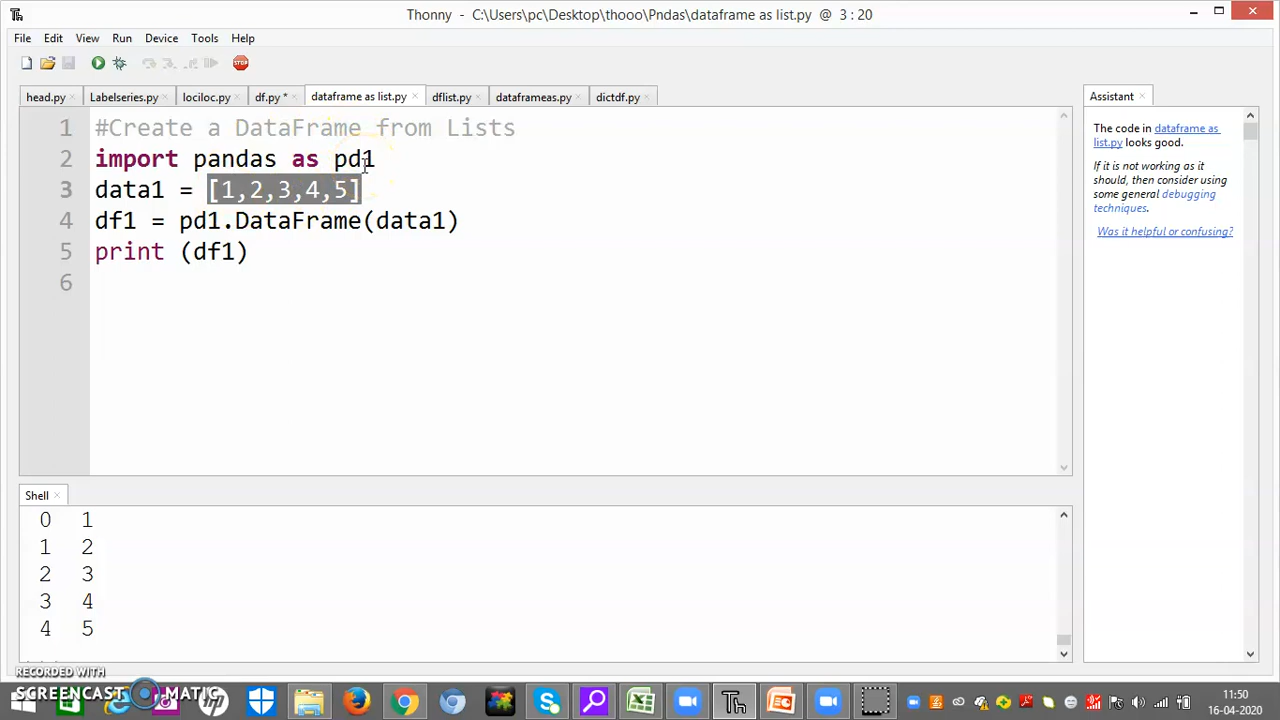 Thonny - C:\Users\pc\Desktop\thooo\Pndas\dataframe as list.py @ 3 : 20
File Edit View Run Device Tools Help
STOP
head.py Labelseries.py lociloc.py df.py * dataframe as list.py dflist.py dataframeas.py dictdf.py
1 #Create a DataFrame from Lists
2 import pandas as pd1
3 data1 = [1,2,3,4,5]
4 df1 = pd1.DataFrame(data1)
5 print (df1)
6
Assistant
The code in dataframe as
list.py looks good.
If it is not working as it
should, then consider using
some general debugging
techniques.
Was it helpful or confusing?
Shell
0 1
1 2
2 3
3 4
4 5
RECORDED WITH
SCREENCAST MATIC
11:50
16-04-2020